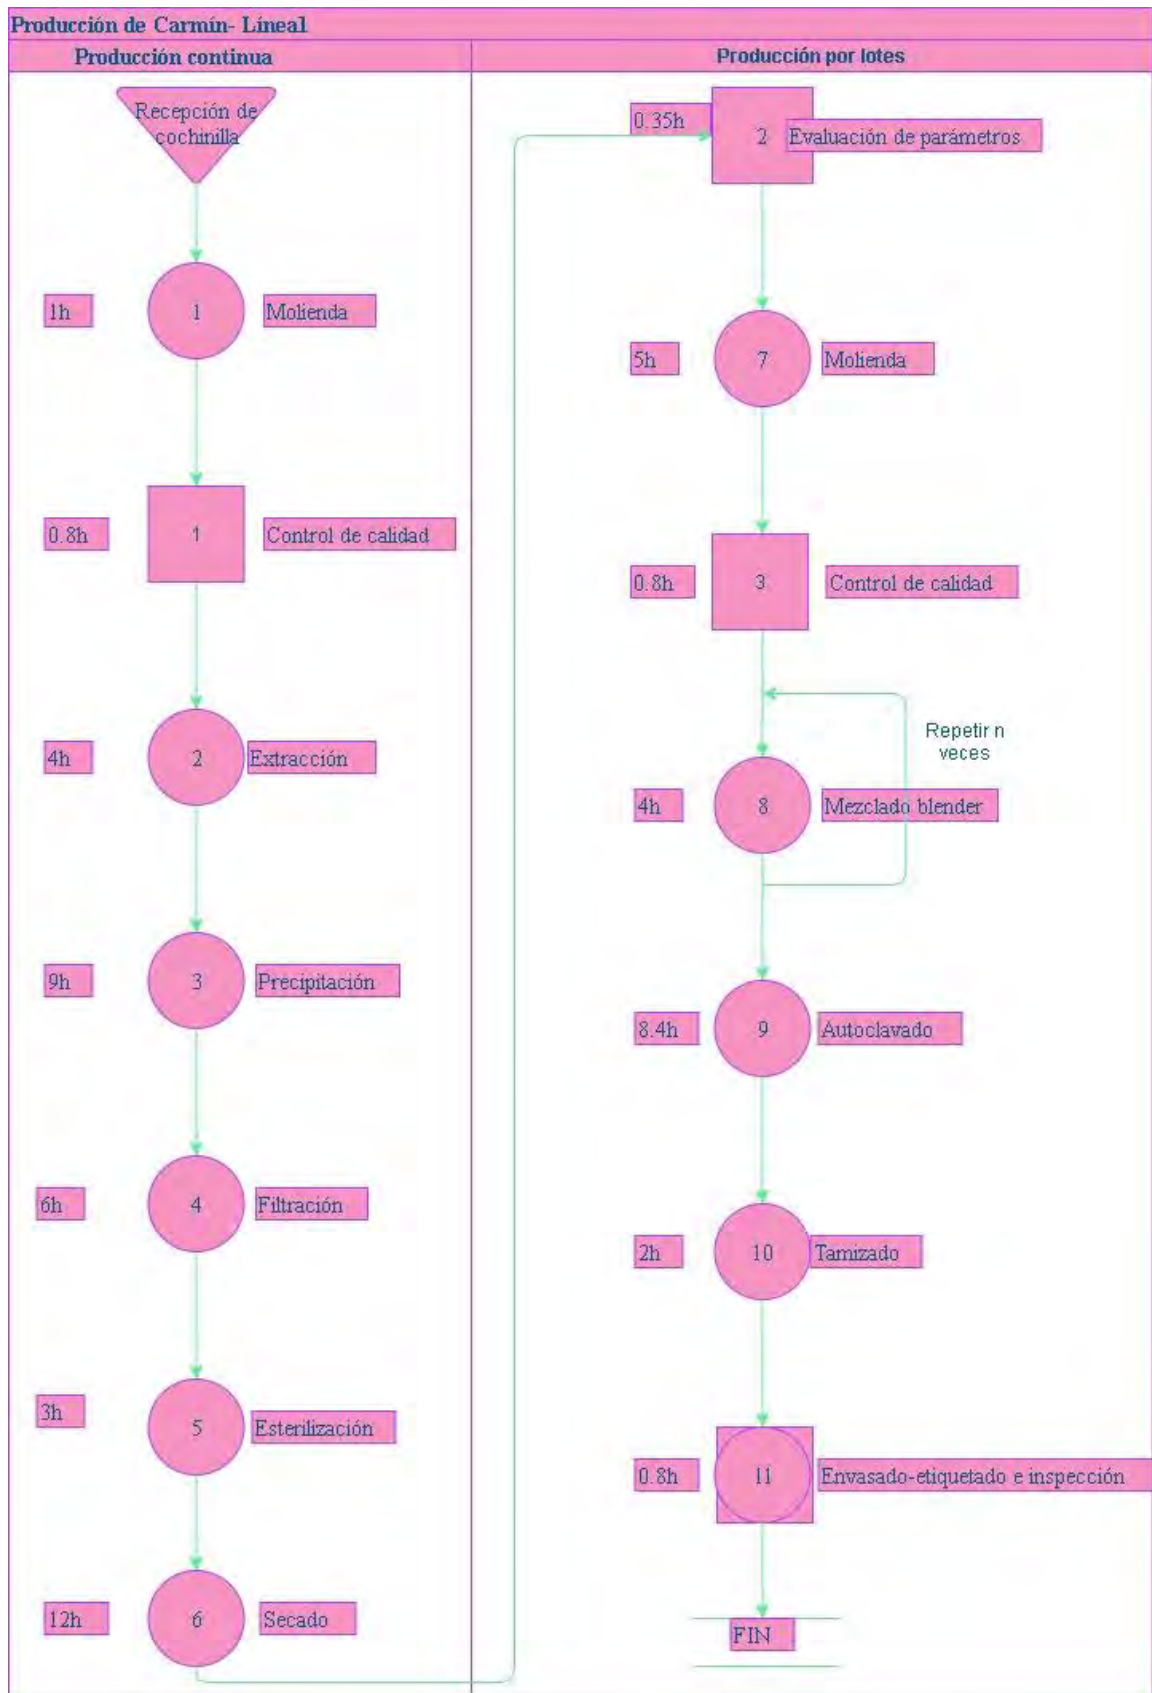 Producción de Carmín- Líneal
Producción continua
Recepción de
cochinilla
1h
1
Molienda
0.8h
1
Control de calidad
4h
2
Extracción
9h
3
Precipitación
6h
4
Filtración
3h
5
Esterilización
12h
6
Secado
Producción por lotes
0.35h
2
Evaluación de parámetros
5h
7
Molienda
0.8h
3
Control de calidad
Repetir n
veces
4h
8
Mezclado blender
8.4h
9
Autoclavado
2h
10
Tamizado
0.8h
11
Envasado-etiquetado e inspección
FIN